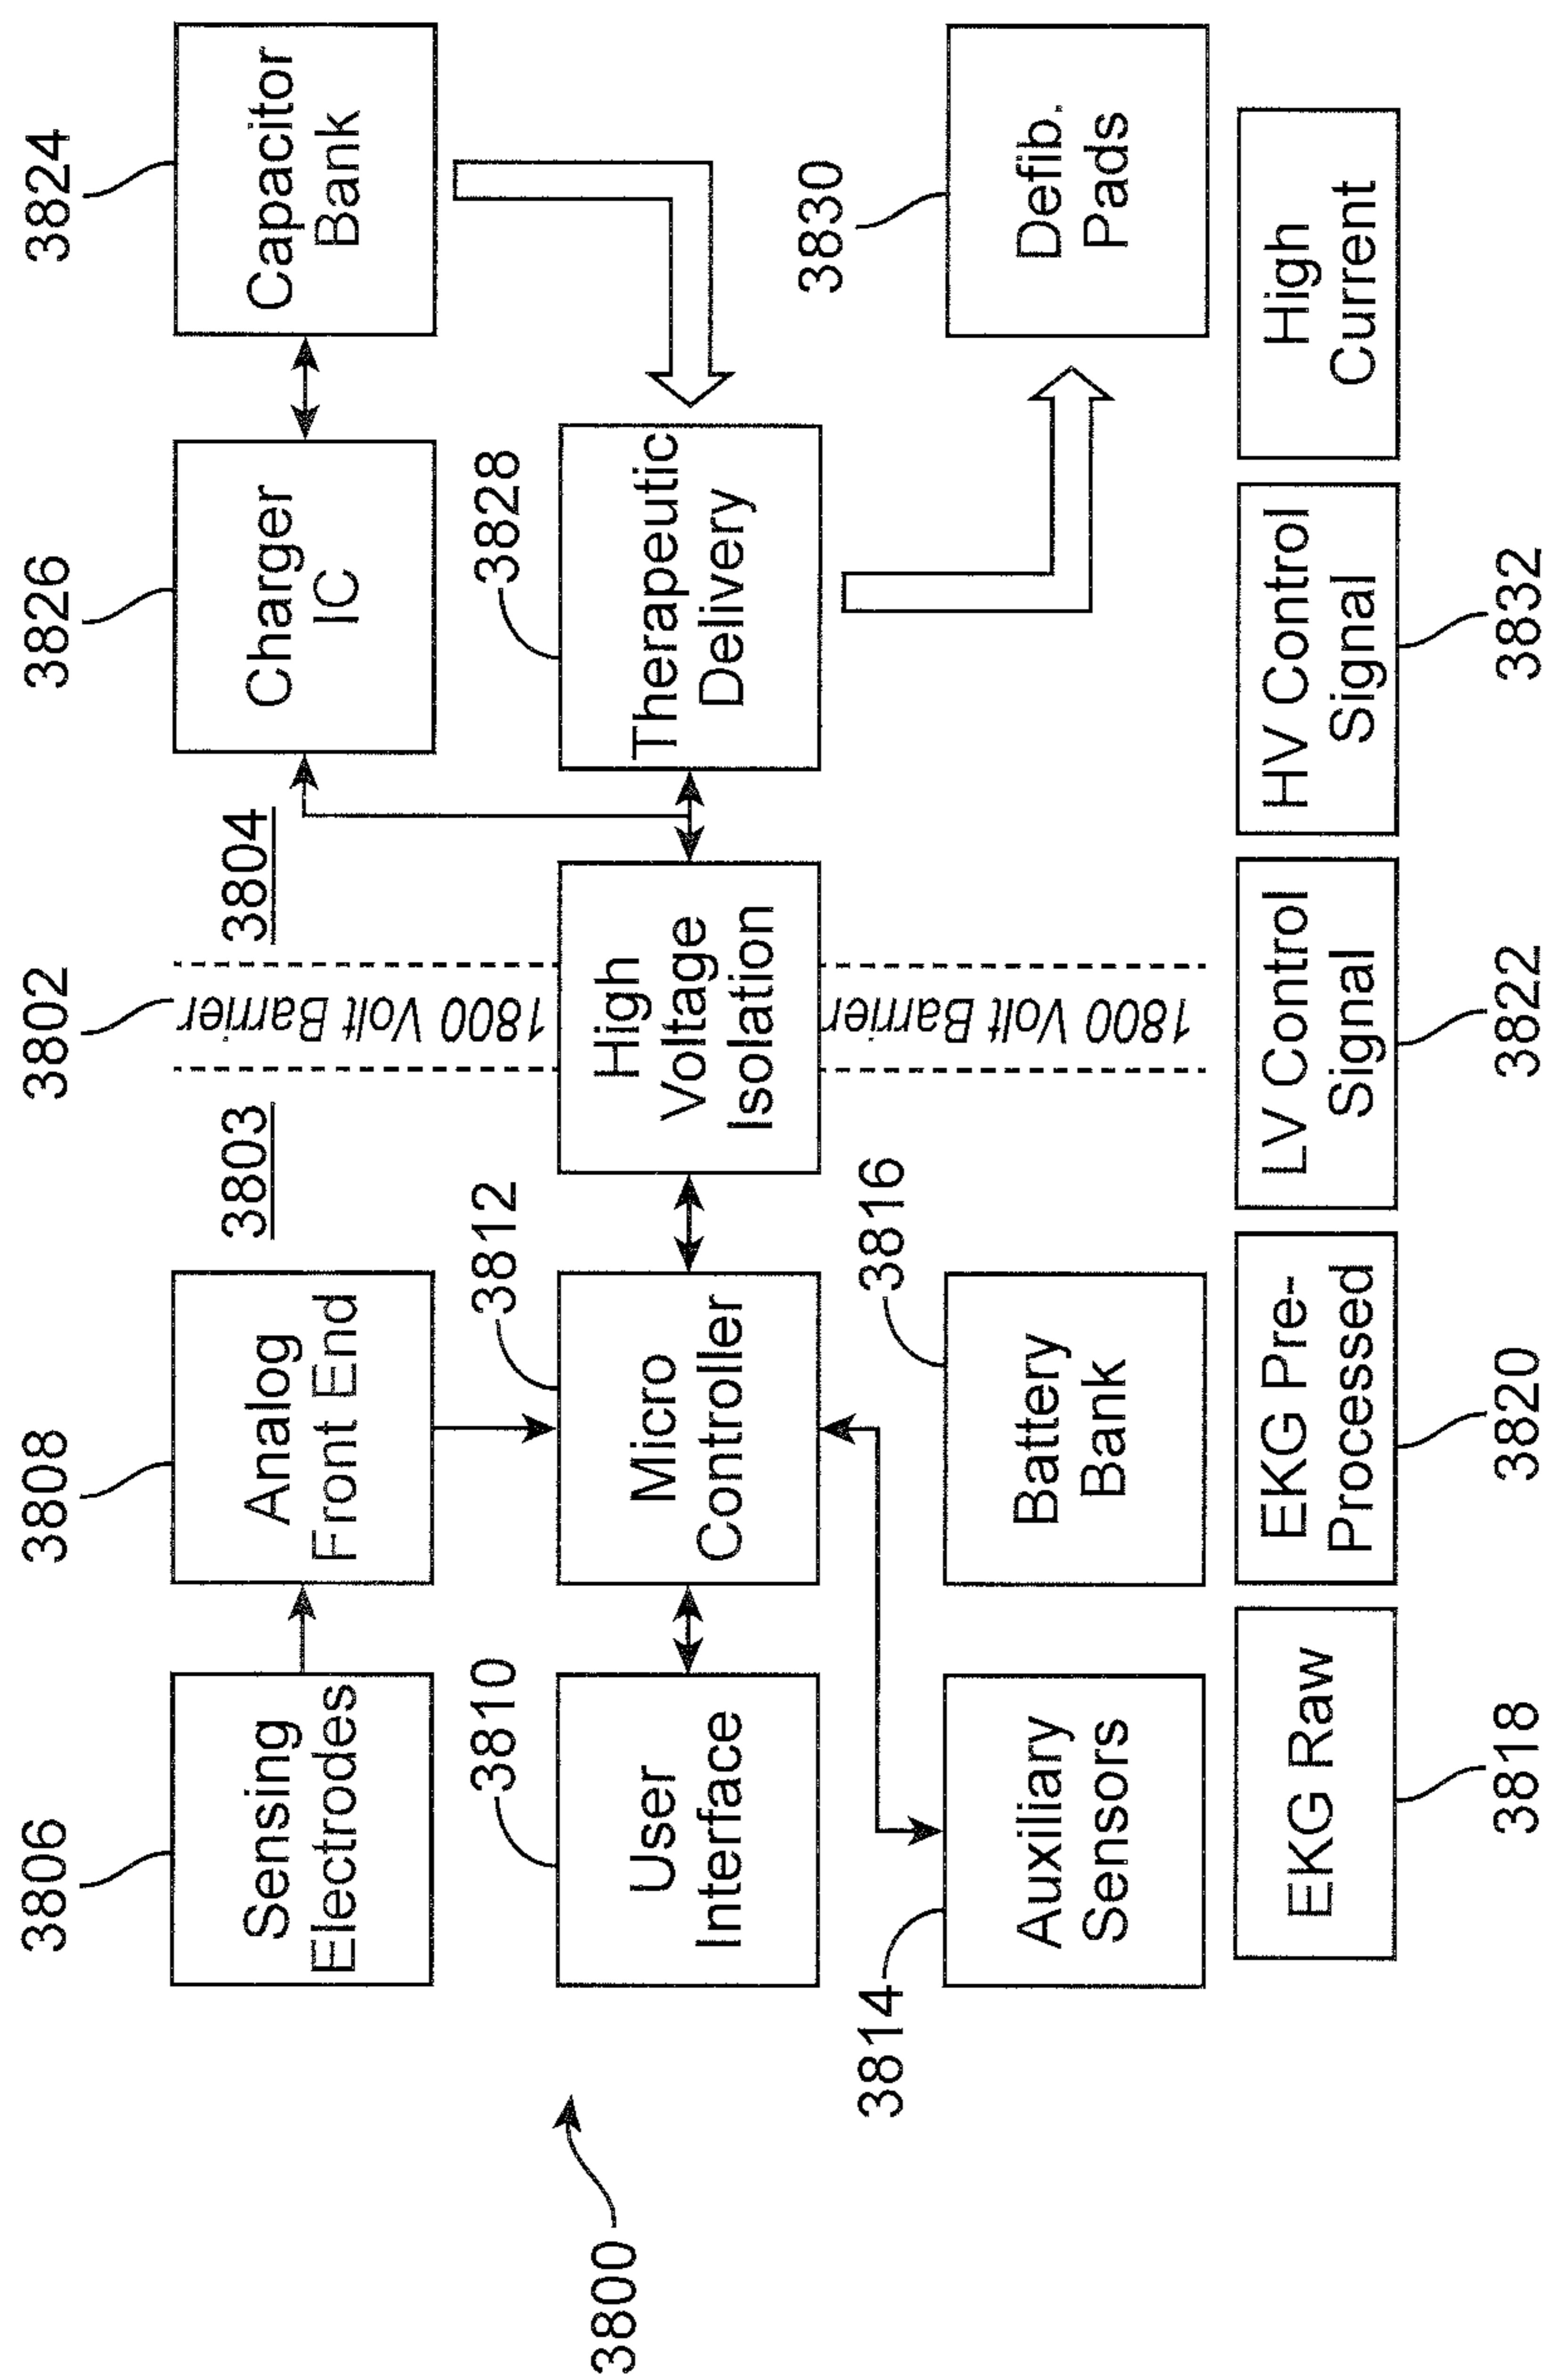 3806
3808
3802
3826
3824
Sensing
Electrodes
Analog
Front End
3803
3804
Charger
IC
Capacitor
Bank
1800 Volt Barrier
3810
3812
3828
User
Interface
Micro
Controller
High
Voltage
Isolation
Therapeutic
Delivery
3800
3814
3816
3830
1800 Volt Barrier
Auxiliary
Sensors
Battery
Bank
Defib.
Pads
EKG Raw
EKG Pre-
Processed
LV Control
Signal
HV Control
Signal
High
Current
3818
3820
3822
3832